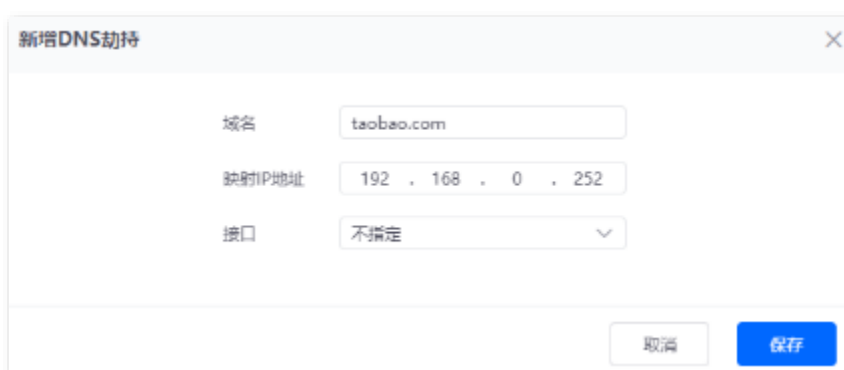 新增DNS劫持
域名 taobao.com
映射IP地址 192 . 168 . 0 . 252
接口 不指定
取消 保存